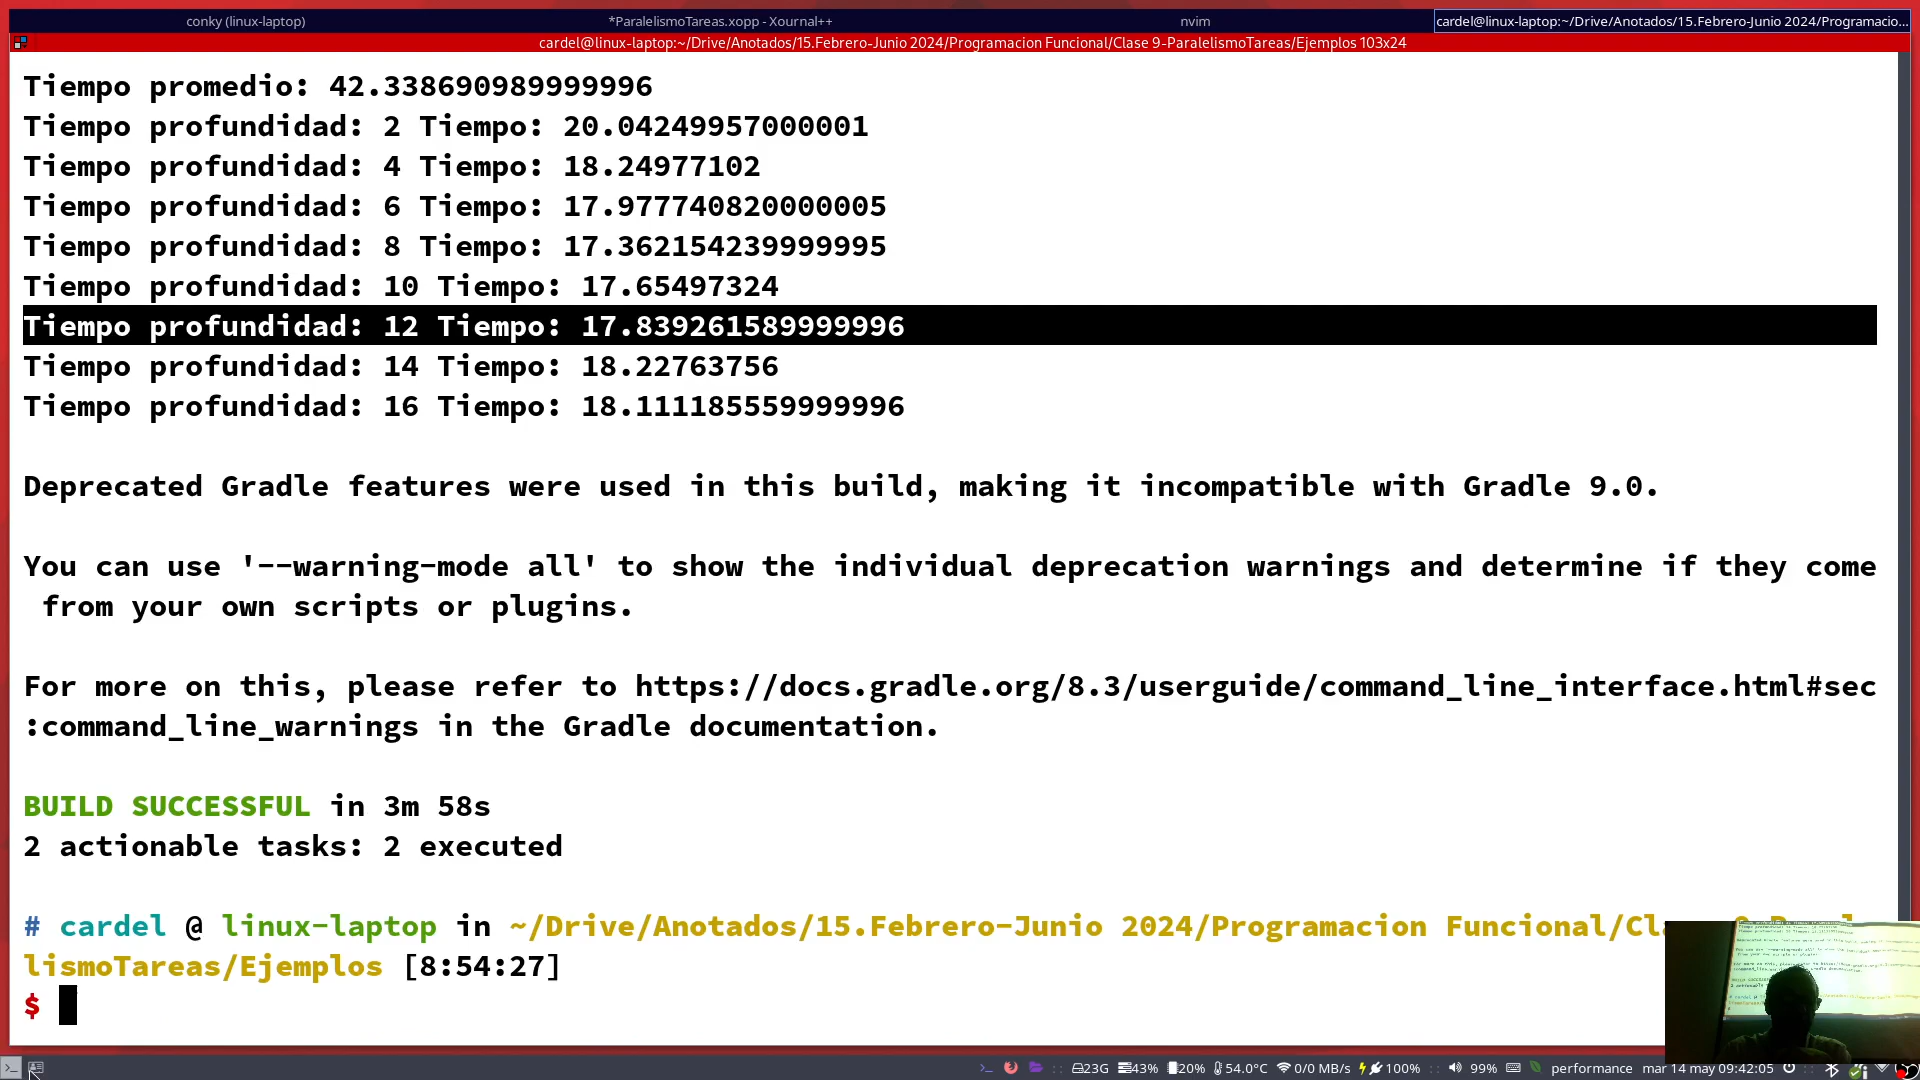 conky (linux-laptop)
*ParalelismoTareas.xopp - Xournal++
nvim
cardel@linux-laptop:~/Drive/Anotados/15.Febrero-Junio 2024/Programacio...
cardel@linux-laptop:~/Drive/Anotados/15.Febrero-Junio 2024/Programacion Funcional/Clase 9-ParalelismoTareas/Ejemplos 103x24
Tiempo promedio: 42.338690989999996
Tiempo profundidad: 2 Tiempo: 20.04249957000001
Tiempo profundidad: 4 Tiempo: 18.24977102
Tiempo profundidad: 6 Tiempo: 17.977740820000005
Tiempo profundidad: 8 Tiempo: 17.362154239999995
Tiempo profundidad: 10 Tiempo: 17.65497324
Tiempo profundidad: 12 Tiempo: 17.839261589999996
Tiempo profundidad: 14 Tiempo: 18.22763756
Tiempo profundidad: 16 Tiempo: 18.111185559999996
Deprecated Gradle features were used in this build, making it incompatible with Gradle 9.0.
You can use '--warning-mode all' to show the individual deprecation warnings and determine if they come
from your own scripts or plugins.
For more on this, please refer to https://docs.gradle.org/8.3/userguide/command_line_interface.html#sec
:command_line_warnings in the Gradle documentation.
BUILD SUCCESSFUL in 3m 58s
2 actionable tasks: 2 executed
# cardel @ linux-laptop in ~/Drive/Anotados/15.Febrero-Junio 2024/Programacion Funcional/
lismoTareas/Ejemplos [8:54:27]
$
23G 43% 20% 54.0°C 0/0 MB/s 100% 99% performance mar 14 may 09:42:05